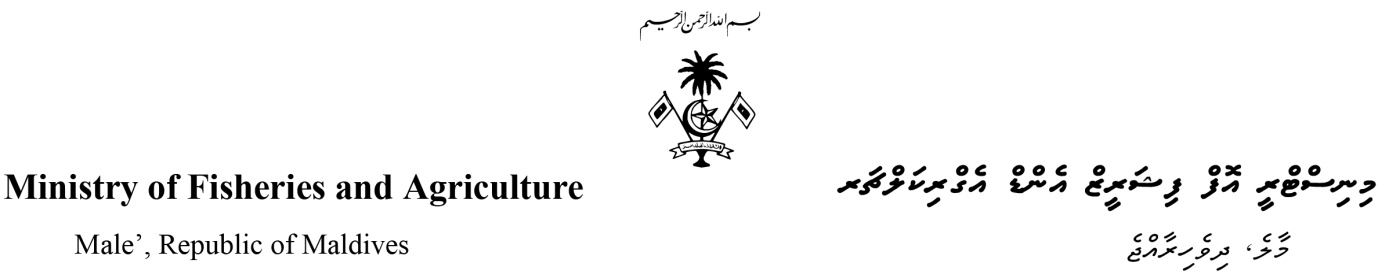 بسم الله الرحمن الرحيم
Ministry of Fisheries and Agriculture
މިނިސްޓްރީ އޮފް ފިޝަރީޒް އެންޑް އެގްރިކަލްޗަރ
Male’, Republic of Maldives
މާލެ، ދިވެހިރާއްޖެ